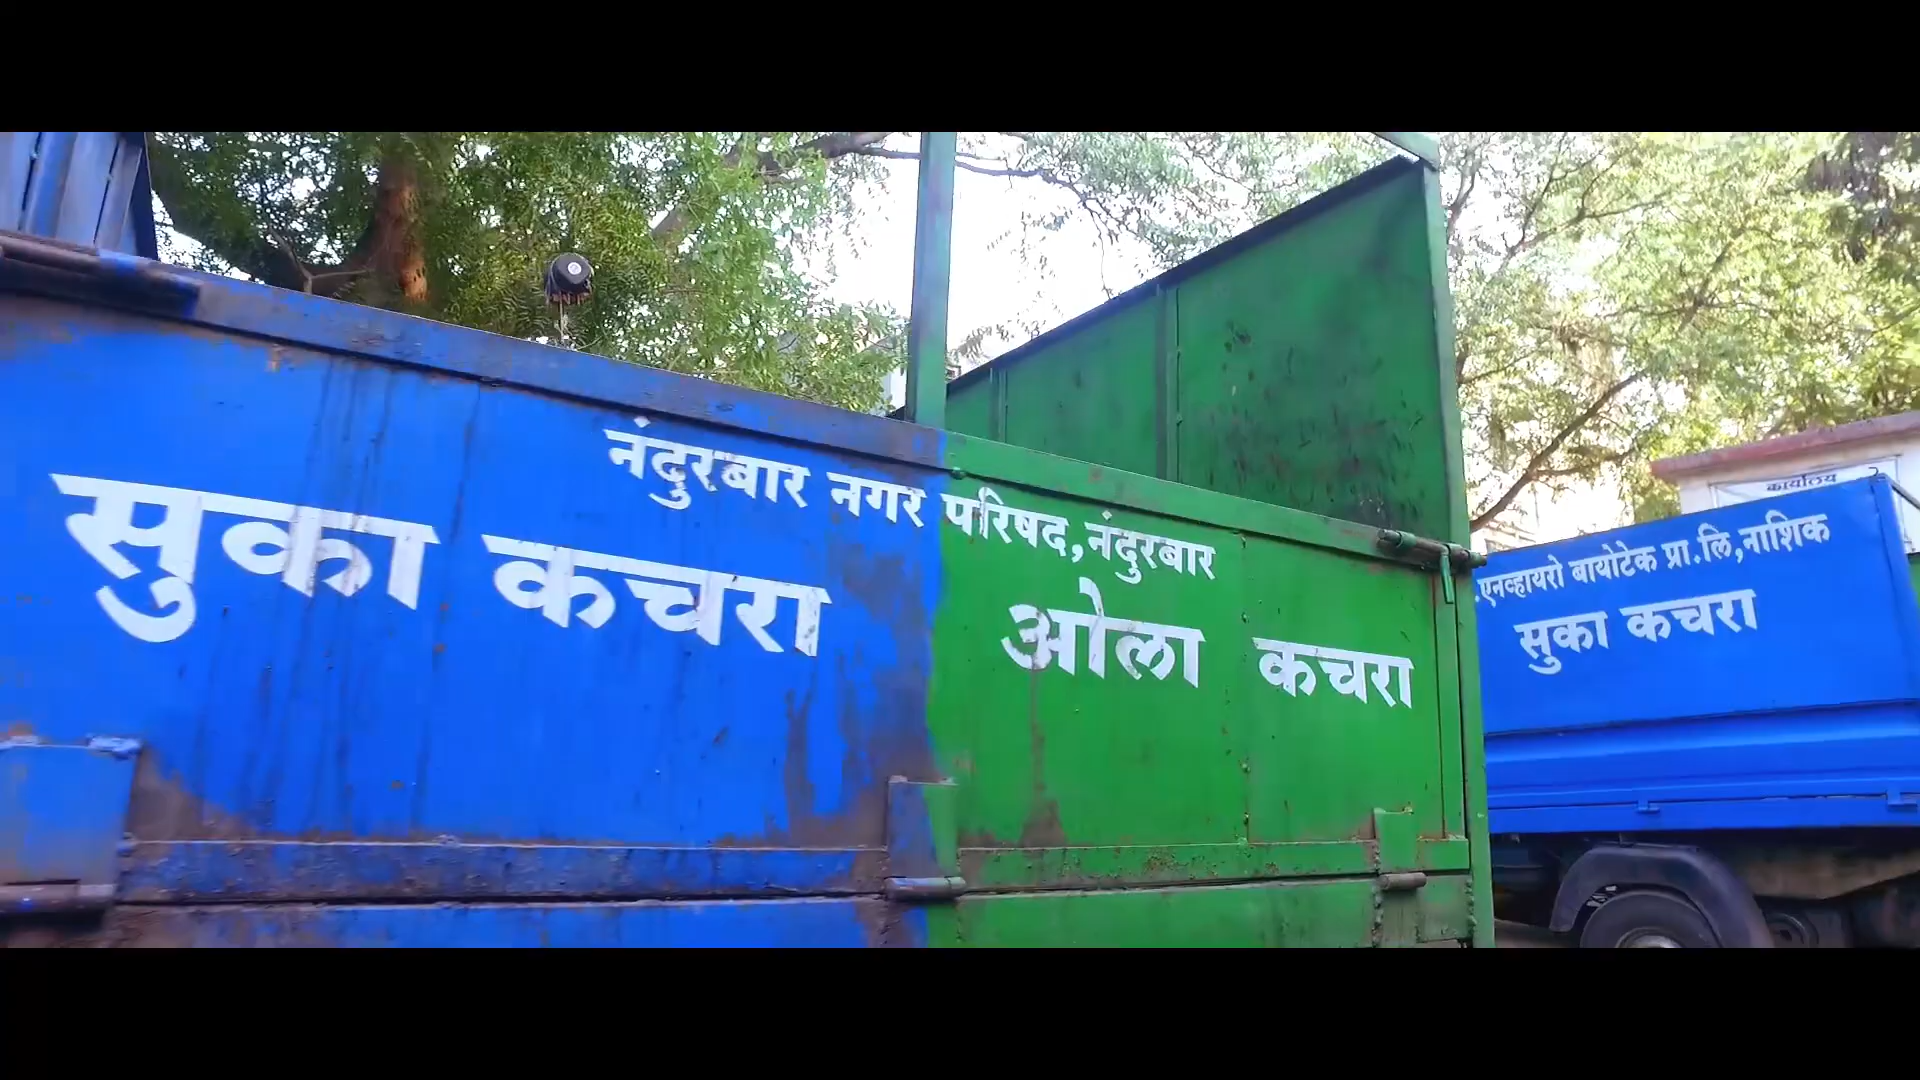 नंदुरबार नगर परिषद,नंदुरबार
सुका कचरा
ओला कचरा
कार्यालय
एनव्हायरो बायोटेक प्रा.लि,नाशिक
सुका कचरा